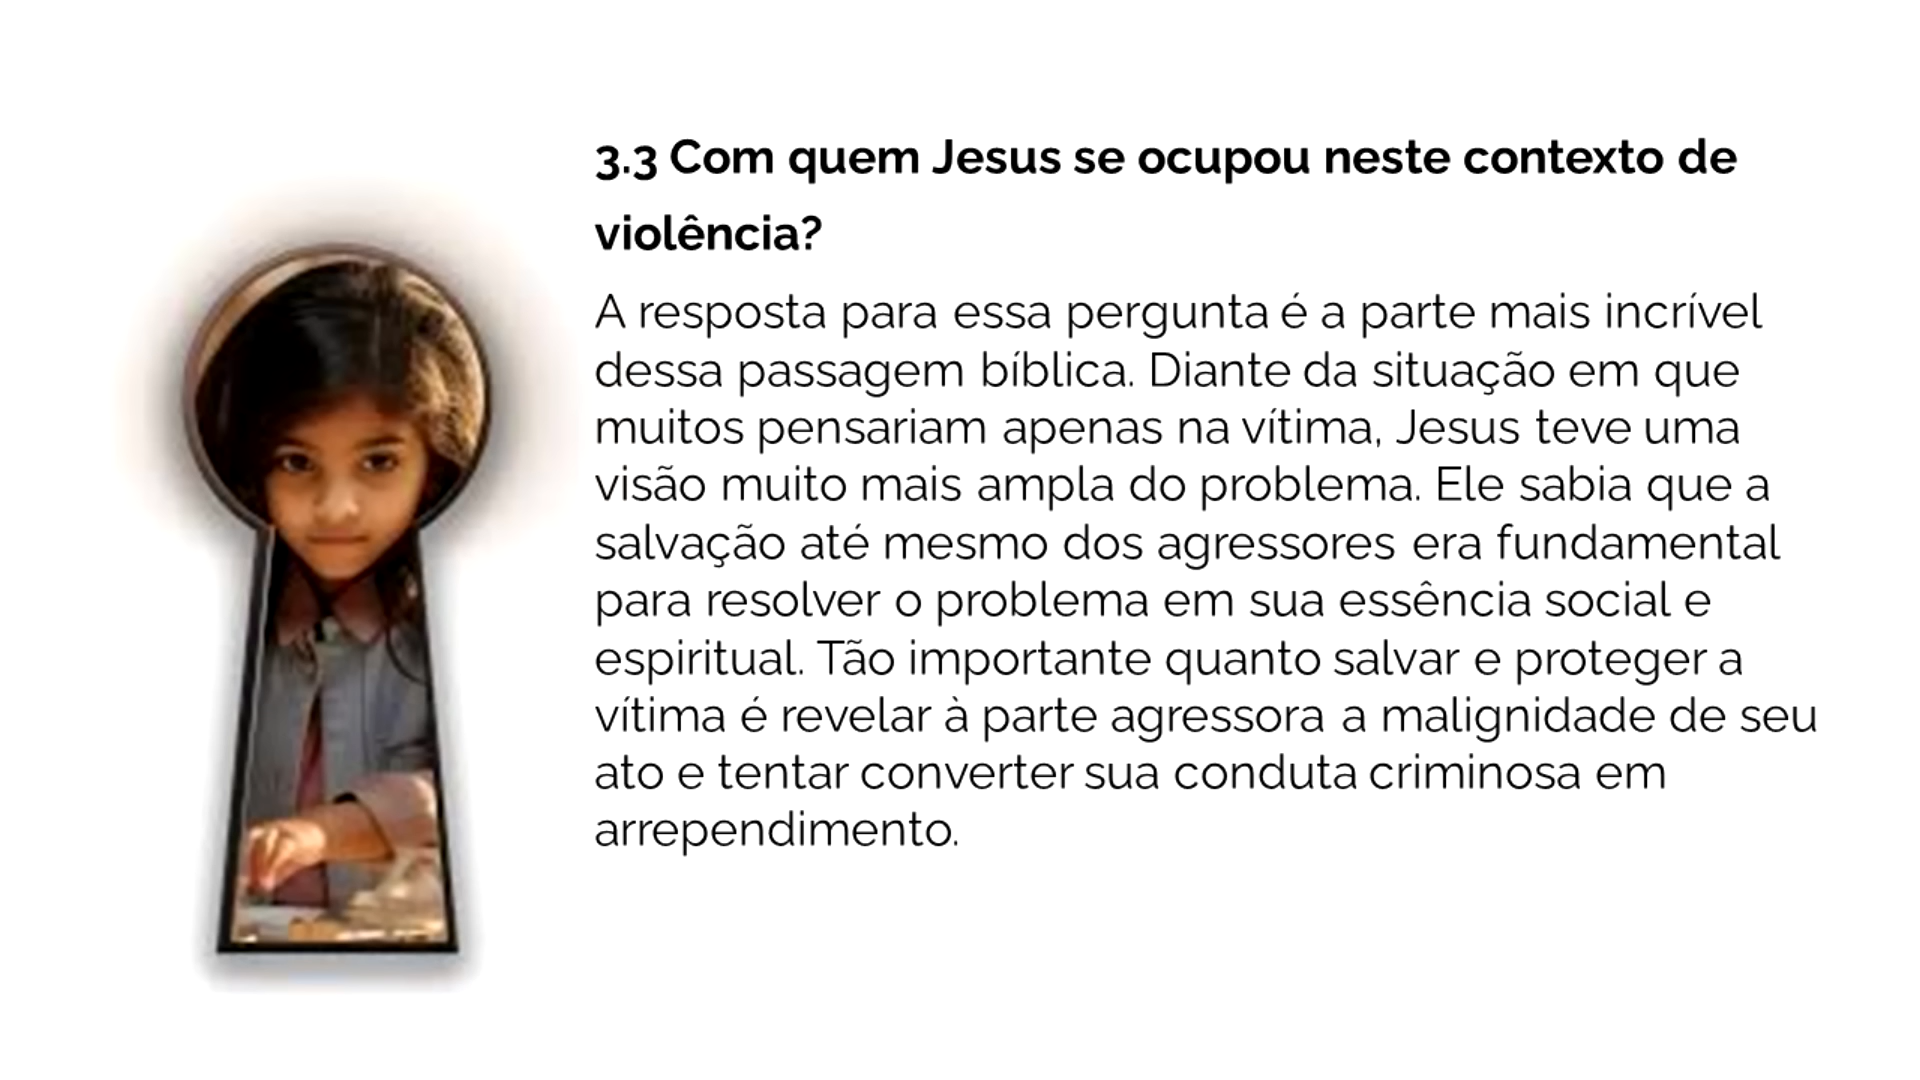 3.3 Com quem Jesus se ocupou neste contexto de
violência?
A resposta para essa pergunta é a parte mais incrível
dessa passagem bíblica. Diante da situação em que
muitos pensariam apenas na vítima, Jesus teve uma
visão muito mais ampla do problema. Ele sabia que a
salvação até mesmo dos agressores era fundamental
para resolver o problema em sua essência social e
espiritual. Tão importante quanto salvar e proteger a
vítima é revelar à parte agressora a malignidade de seu
ato e tentar converter sua conduta criminosa em
arrependimento.